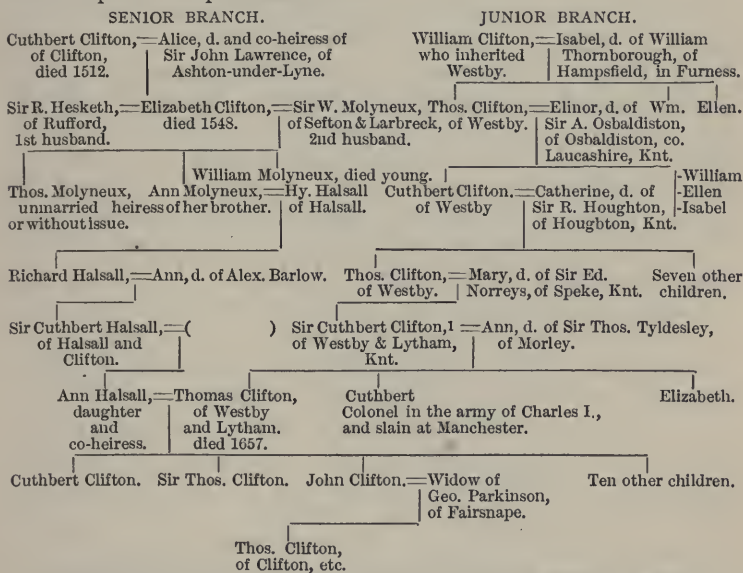 SENIOR BRANCH. JUNIOR BRANCH.
Cuthbert Clifton,=Alice, d. and co-heiress of William Clifton,=Isabel, d. of William
of Clifton, Sir John Lawrence, of who inherited Thornborough, of
died 1512. Ashton-under-Lyne. Westby. Hampsfield, in Furness.
Sir R. Hesketh,=Elizabeth Clifton,=Sir W. Molyneux, Thos. Clifton,=Elinor, d. of Wm. Ellen.
of Rufford, died 1548. of Sefton & Larbreck, of Westby. Sir A. Osbaldiston,
1st husband. 2nd husband. of Osbaldiston, co.
Laucashire, Knt.
William Molyneux, died young.
Thos. Molyneux, Ann Molyneux,=Hy. Halsall Cuthbert Clifton.=Catherine, d. of -William
unmarried heiress of her brother. of Halsall. of Westby Sir R. Houghton, -Ellen
or without issue. of Hougbton, Knt. -Isabel
Richard Halsall,=Ann, d. of Alex. Barlow. Thos. Clifton,=Mary, d. of Sir Ed. Seven other
of Westby. Norreys, of Speke, Knt. children.
Sir Cuthbert Halsall,=( ) Sir Cuthbert Clifton,1 =Ann, d. of Sir Thos. Tyldesley,
of Halsall and of Westby & Lytham, of Morley.
Clifton. Knt.
Ann Halsall,=Thomas Clifton, Cuthbert Elizabeth.
daughter of Westby Colonel in the army of Charles I.,
and and Lytham. and slain at Manchester.
co-heiress. died 1657.
Cuthbert Clifton. Sir Thos. Clifton. John Clifton.=Widow of Ten other children.
Geo. Parkinson,
of Fairsnape.
Thos. Clifton,
of Clifton, etc.